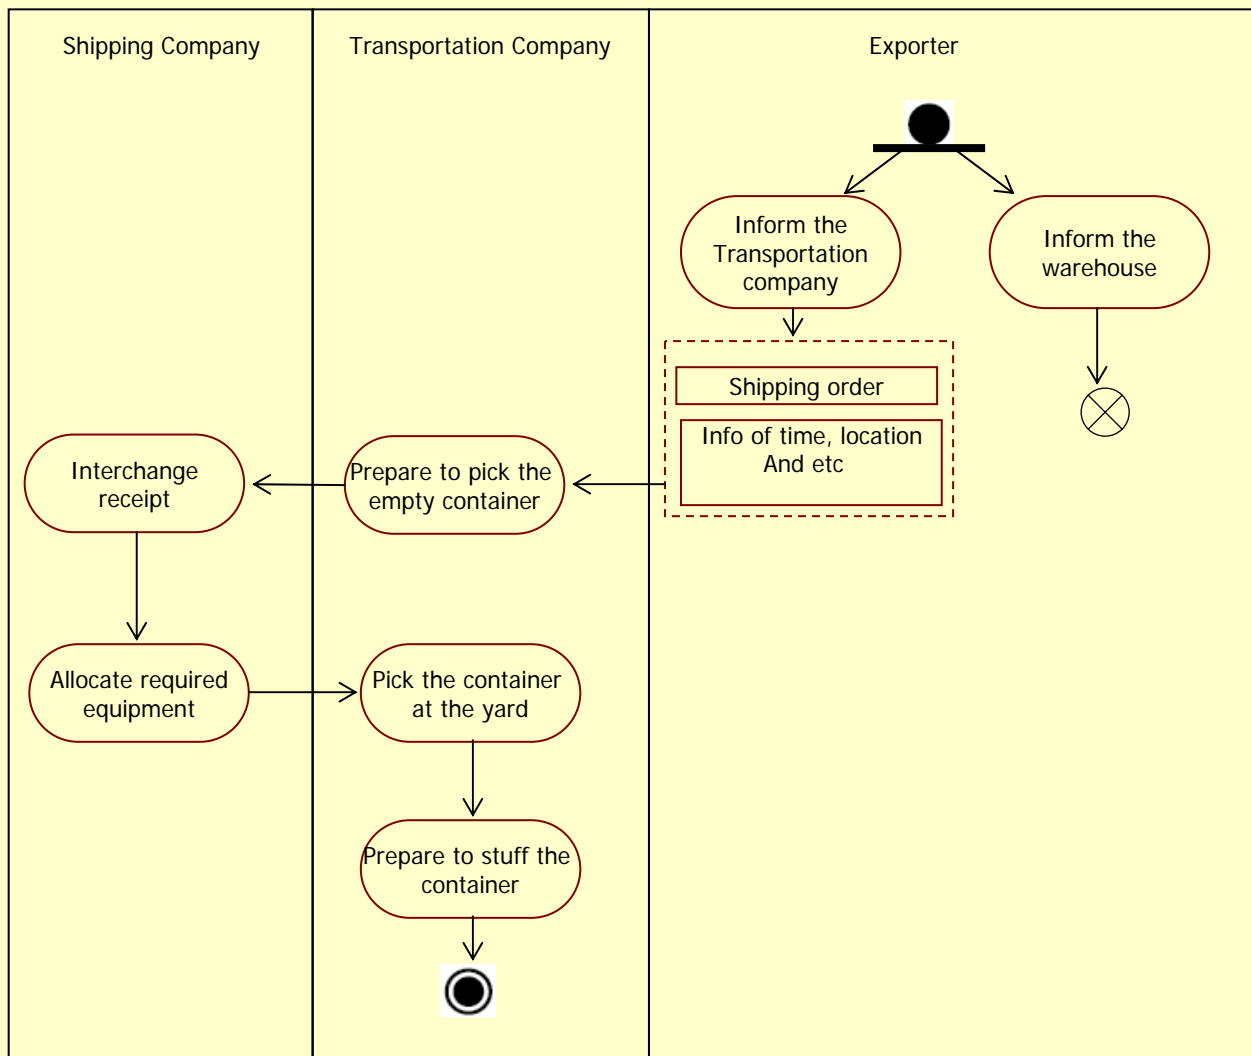 Shipping Company
Transportation Company
Exporter
Inform the
Transportation
company
Inform the
warehouse
Shipping order
Info of time, location
And etc
Prepare to pick the
empty container
Interchange
receipt
Allocate required
equipment
Pick the container
at the yard
Prepare to stuff the
container